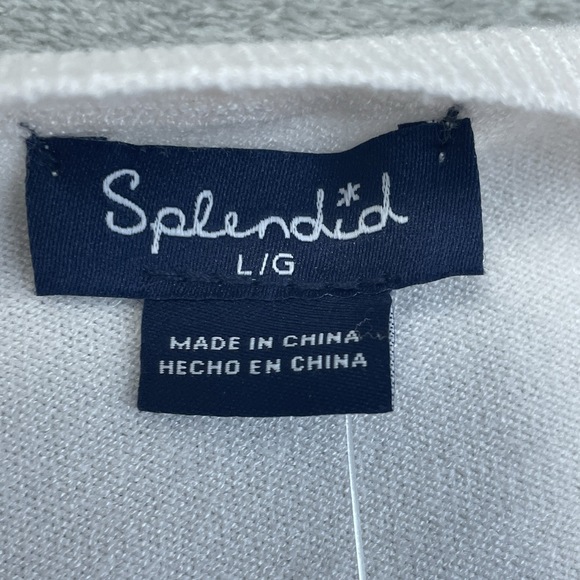 Splendid
L/G
MADE IN CHINA
HECHO EN CHINA